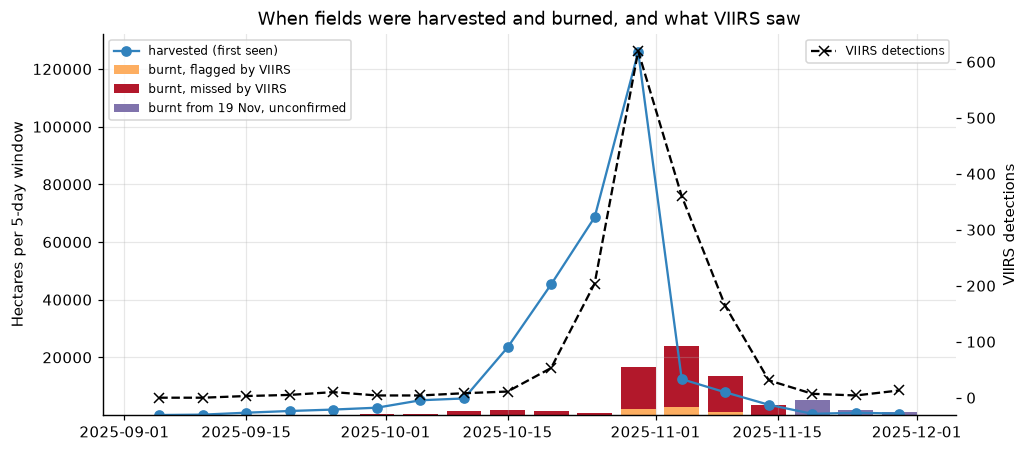 When fields were harvested and burned, and what VIIRS saw
harvested (first seen)
burnt, flagged by VIIRS
burnt, missed by VIIRS
burnt from 19 Nov, unconfirmed
VIIRS detections
Hectares per 5-day window
120000
100000
80000
60000
40000
20000
600
500
400
300
200
100
0
VIIRS detections
2025-09-01
2025-09-15
2025-10-01
2025-10-15
2025-11-01
2025-11-15
2025-12-01